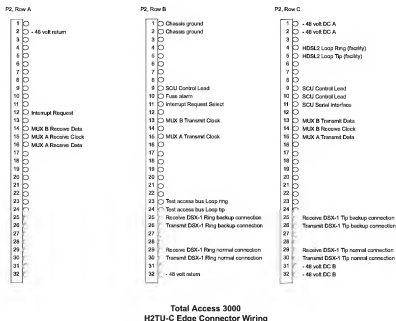 P2, Row A
1
2 - 48 volt return
3
4
5
6
7
8
9
10
11
12 Interrupt Request
13
14 MUX B Receive Data
15 MUX A Receive Clock
16 MUX A Receive Data
17
18
19
20
21
22
23
24
25
26
27
28
29
30
31
32
P2, Row B
1 Chassis ground
2 Chassis ground
3
4
5
6
7
8
9 SCU Control Lead
10 Fuse alarm
11 Interrupt Request Select
12
13 MUX B Transmit Clock
14
15 MUX A Transmit Clock
16
17
18
19
20
21
22
23 Test access bus Loop ring
24 Test access bus Loop tip
25 Receive DSX-1 Ring backup connection
26 Transmit DSX-1 Ring backup connection
27
28
29 Receive DSX-1 Ring normal connection
30 Transmit DSX-1 Ring normal connection
31
32 - 48 volt return
P2, Row C
1 - 48 volt DC A
2 - 48 volt DC A
3
4 HDSL2 Loop Ring (facility)
5 HDSL2 Loop Tip (facility)
6
7
8
9 SCU Control Lead
10 SCU Control Lead
11 SCU Serial Interface
12
13 MUX B Transmit Data
14 MUX B Receive Clock
15 MUX A Transmit Data
16
17
18
19
20
21
22
23
24
25 Receive DSX-1 Tip backup connection
26 Transmit DSX-1 Tip backup connection
27
28
29 Receive DSX-1 Tip normal connection
30 Transmit DSX-1 Tip normal connection
31 - 48 volt DC B
32 - 48 volt DC B
Total Access 3000
H2TU-C Edge Connector Wiring